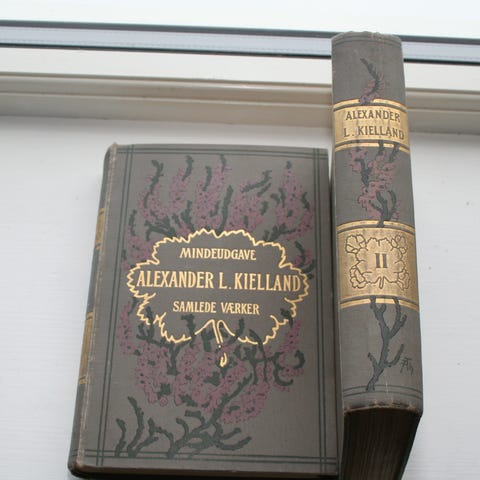 MINDEUDGAVE
ALEXANDER L. KIELLAND
SAMLEDE VÆRKER
ALEXANDER
L. KIELLAND
II